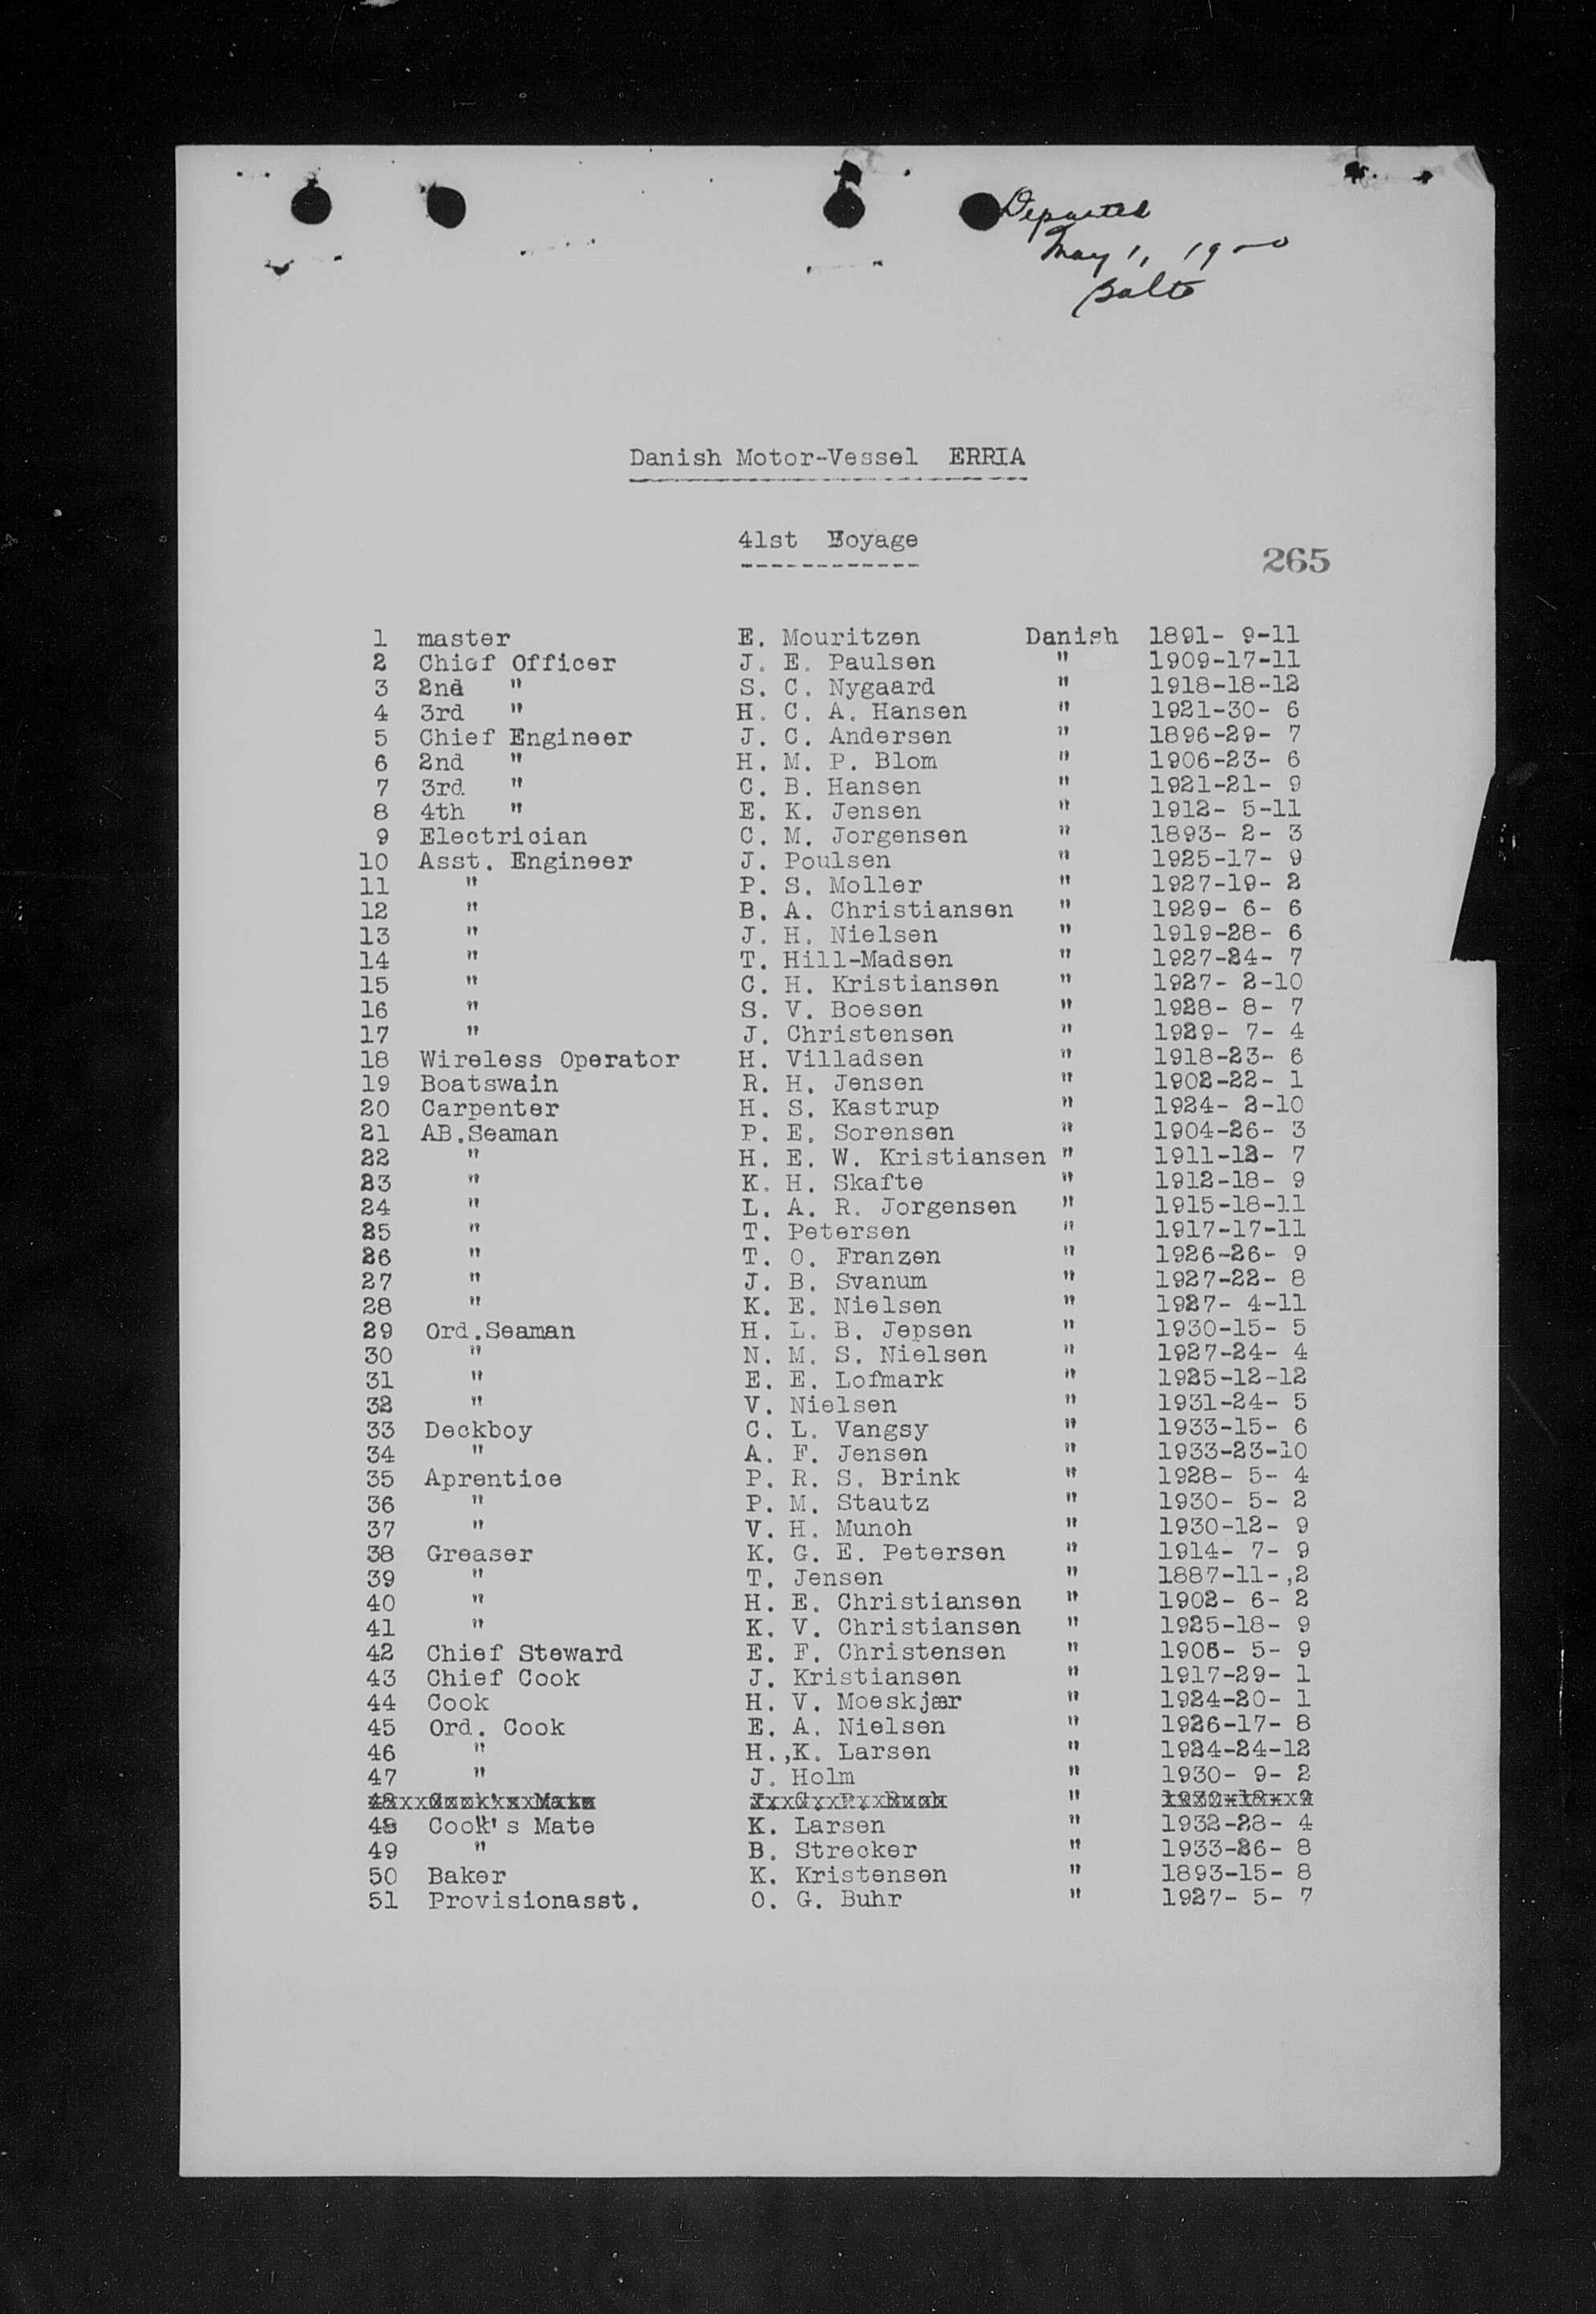 Departed
May 11, 1950
Balto
Danish Motor-Vessel ERRIA
41st Voyage
265
1 master E. Mouritzen Danish 1891- 9-11
2 Chief Officer J. E. Paulsen " 1909-17-11
3 2nd " S. C. Nygaard " 1918-18-12
4 3rd " H. C. A. Hansen " 1921-30- 6
5 Chief Engineer J. C. Andersen " 1896-29- 7
6 2nd " H. M. P. Blom " 1906-23- 6
7 3rd " C. B. Hansen " 1921-21- 9
8 4th " E. K. Jensen " 1912- 5-11
9 Electrician C. M. Jorgensen " 1893- 2- 3
10 Asst. Engineer J. Poulsen " 1925-17- 9
11 " P. S. Moller " 1927-19- 2
12 " B. A. Christiansen " 1929- 6- 6
13 " J. H. Nielsen " 1919-28- 6
14 " T. Hill-Madsen " 1927-24- 7
15 " C. H. Kristiansen " 1927- 2-10
16 " S. V. Boesen " 1928- 8- 7
17 " J. Christensen " 1929- 7- 4
18 Wireless Operator H. Villadsen " 1918-23- 6
19 Boatswain R. H. Jensen " 1902-22- 1
20 Carpenter H. S. Kastrup " 1924- 2-10
21 AB.Seaman P. E. Sorensen " 1904-26- 3
22 " H. E. W. Kristiansen " 1911-12- 7
23 " K. H. Skafte " 1912-18- 9
24 " L. A. R. Jorgensen " 1915-18-11
25 " T. Petersen " 1917-17-11
26 " T. O. Franzen " 1926-26- 9
27 " J. B. Svanum " 1927-22- 8
28 " K. E. Nielsen " 1927- 4-11
29 Ord.Seaman H. L. B. Jepsen " 1930-15- 5
30 " N. M. S. Nielsen " 1927-24- 4
31 " E. E. Lofmark " 1925-12-12
32 " V. Nielsen " 1931-24- 5
33 Deckboy C. L. Vangsy " 1933-15- 6
34 " A. F. Jensen " 1933-23-10
35 Aprentice P. R. S. Brink " 1928- 5- 4
36 " P. M. Stautz " 1930- 5- 2
37 " V. H. Munch " 1930-12- 9
38 Greaser K. G. E. Petersen " 1914- 7- 9
39 " T. Jensen " 1887-11-,2
40 " H. E. Christiansen " 1902- 6- 2
41 " K. V. Christiansen " 1925-18- 9
42 Chief Steward E. F. Christensen " 1906- 5- 9
43 Chief Cook J. Kristiansen " 1917-29- 1
44 Cook H. V. Moeskjær " 1924-20- 1
45 Ord. Cook E. A. Nielsen " 1926-17- 8
46 " H.,K. Larsen " 1924-24-12
47 " J. Holm " 1930- 9- 2
"
48 Cook's Mate K. Larsen " 1932-28- 4
49 " B. Strecker " 1933-26- 8
50 Baker K. Kristensen " 1893-15- 8
51 Provisionasst. O. G. Buhr " 1927- 5- 7